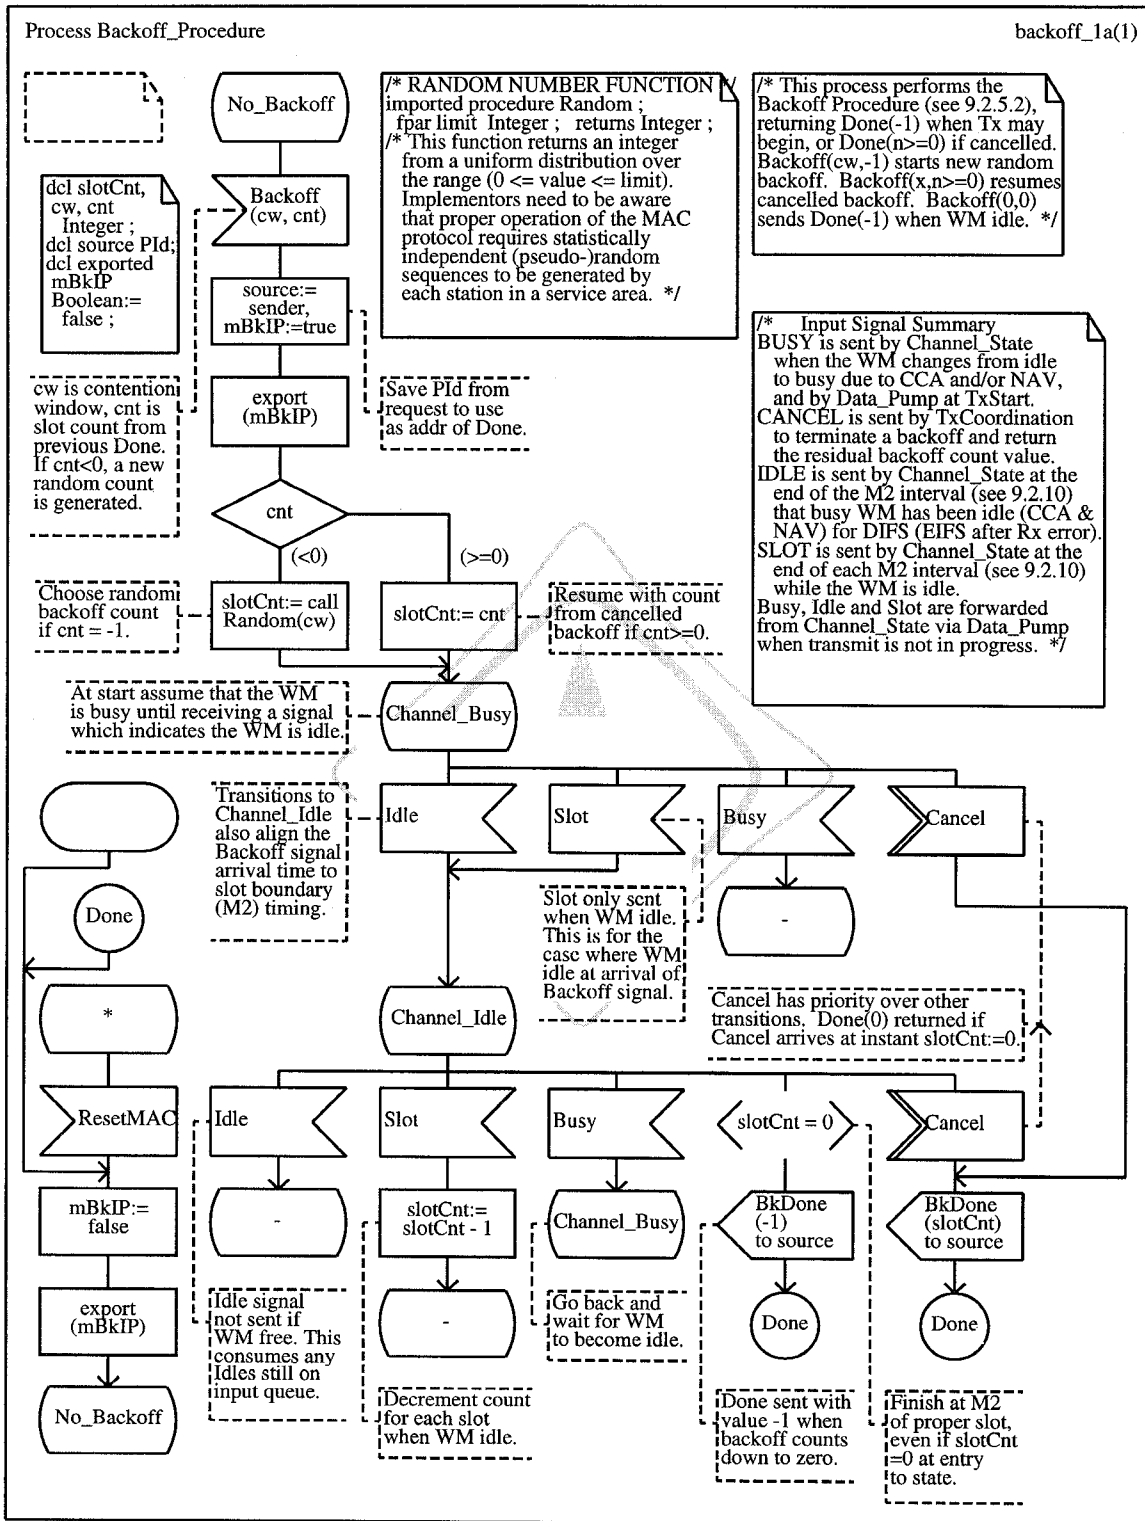 Process Backoff_Procedure
backoff_1a(1)
No_Backoff
/* RANDOM NUMBER FUNCTION */
imported procedure Random ;
fpar limit Integer ; returns Integer ;
/* This function returns an integer
from a uniform distribution over
the range (0 <= value <= limit).
Implementors need to be aware
that proper operation of the MAC
protocol requires statistically
independent (pseudo-)random
sequences to be generated by
each station in a service area. */
/* This process performs the
Backoff Procedure (see 9.2.5.2),
returning Done(-1) when Tx may
begin, or Done(n>=0) if cancelled.
Backoff(cw,-1) starts new random
backoff. Backoff(x,n>=0) resumes
cancelled backoff. Backoff(0,0)
sends Done(-1) when WM idle. */
dcl slotCnt,
cw, cnt
Integer ;
dcl source PId;
dcl exported
mBkIP
Boolean:=
false ;
Backoff
(cw, cnt)
source:=
sender,
mBkIP:=true
/* Input Signal Summary
BUSY is sent by Channel_State
when the WM changes from idle
to busy due to CCA and/or NAV,
and by Data_Pump at TxStart.
CANCEL is sent by TxCoordination
to terminate a backoff and return
the residual backoff count value.
IDLE is sent by Channel_State at the
end of the M2 interval (see 9.2.10)
that busy WM has been idle (CCA &
NAV) for DIFS (EIFS after Rx error).
SLOT is sent by Channel_State at the
end of each M2 interval (see 9.2.10)
while the WM is idle.
Busy, Idle and Slot are forwarded
from Channel_State via Data_Pump
when transmit is not in progress. */
cw is contention
window, cnt is
slot count from
previous Done.
If cnt<0, a new
random count
is generated.
export
(mBkIP)
Save PId from
request to use
as addr of Done.
cnt
(<0)
(>=0)
Choose random
backoff count
if cnt = -1.
slotCnt:= call
Random(cw)
slotCnt:= cnt
Resume with count
from cancelled
backoff if cnt>=0.
At start assume that the WM
is busy until receiving a signal
which indicates the WM is idle.
Channel_Busy
Transitions to
Channel_Idle
also align the
Backoff signal
arrival time to
slot boundary
(M2) timing.
Idle
Slot
Busy
Cancel
Done
Slot only sent
when WM idle.
This is for the
case where WM
idle at arrival of
Backoff signal.
-
*
Channel_Idle
Cancel has priority over other
transitions. Done(0) returned if
Cancel arrives at instant slotCnt:=0.
ResetMAC
Idle
Slot
Busy
slotCnt = 0
Cancel
mBkIP:=
false
-
slotCnt:=
slotCnt - 1
Channel_Busy
BkDone
(-1)
to source
BkDone
(slotCnt)
to source
export
(mBkIP)
Idle signal
not sent if
WM free. This
consumes any
Idles still on
input queue.
-
Go back and
wait for WM
to become idle.
Done
Done
No_Backoff
Decrement count
for each slot
when WM idle.
Done sent with
value -1 when
backoff counts
down to zero.
Finish at M2
of proper slot,
even if slotCnt
=0 at entry
to state.